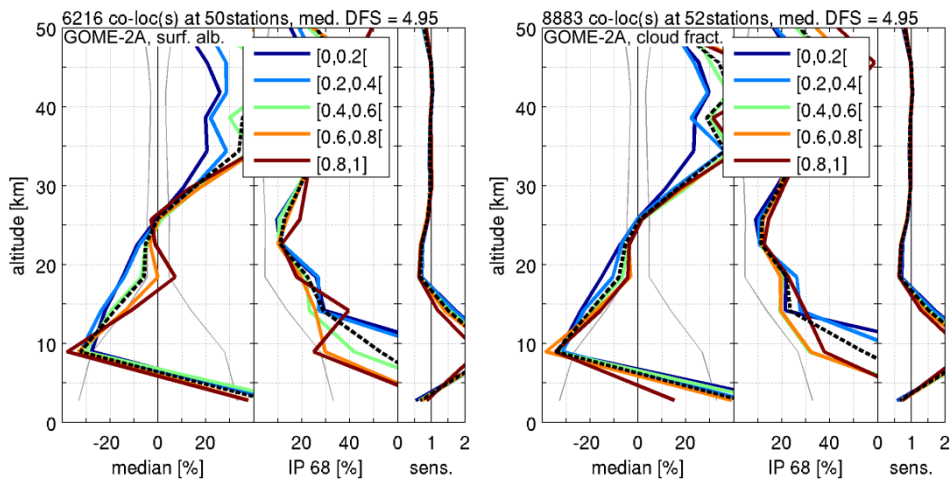 6216 co-loc(s) at 50stations, med. DFS = 4.95
GOME-2A, surf. alb.
[0,0.2[
[0.2,0.4[
[0.4,0.6[
[0.6,0.8[
[0.8,1]
50
40
30
20
10
0
altitude [km]
-20 0 20
20 40
0 1 2
median [%]
IP 68 [%]
sens.
8883 co-loc(s) at 52stations, med. DFS = 4.95
GOME-2A, cloud fract.
[0,0.2[
[0.2,0.4[
[0.4,0.6[
[0.6,0.8[
[0.8,1]
50
40
30
20
10
0
altitude [km]
-20 0 20
20 40
0 1 2
median [%]
IP 68 [%]
sens.